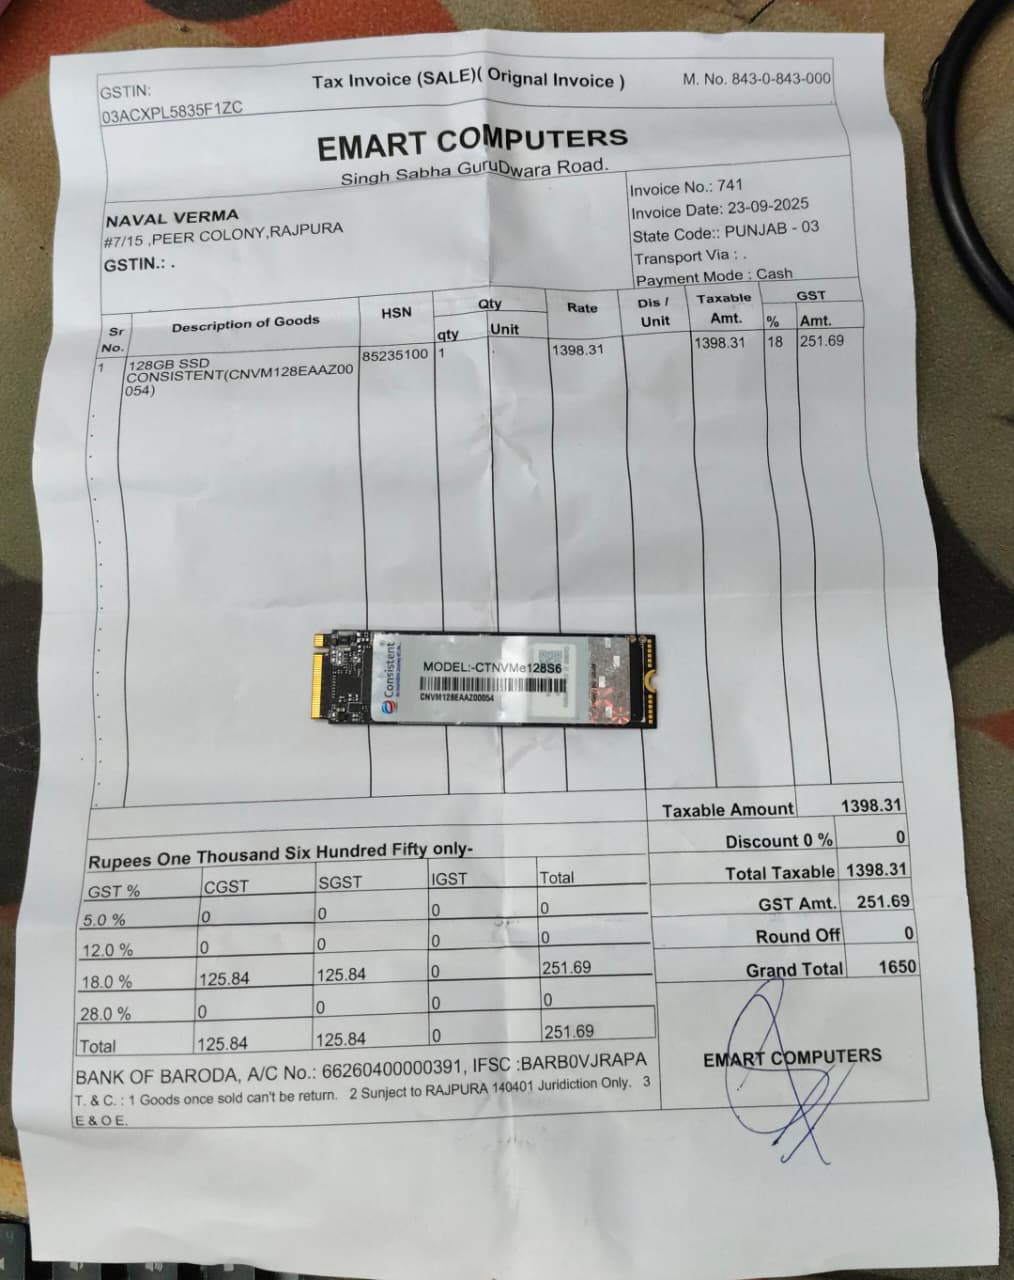 GSTIN:
03ACXPL5835F1ZC
Tax Invoice (SALE)( Orignal Invoice )
M. No. 843-0-843-000
EMART COMPUTERS
Singh Sabha GuruDwara Road.
NAVAL VERMA
#7/15 ,PEER COLONY,RAJPURA
GSTIN.: .
Invoice No.: 741
Invoice Date: 23-09-2025
State Code:: PUNJAB - 03
Transport Via : .
Payment Mode : Cash
Sr No. Description of Goods HSN Qty Rate Dis / Unit Taxable Amt. GST
qty Unit % Amt.
1 128GB SSD 85235100 1 . 1398.31 1398.31 18 251.69
CONSISTENT(CNVM128EAAZ00
054)
Consistent
MODEL:-CTNVMe128S6
CNVM128EAAZ00054
Taxable Amount 1398.31
Discount 0 % 0
Total Taxable 1398.31
GST Amt. 251.69
Round Off 0
Grand Total 1650
Rupees One Thousand Six Hundred Fifty only-
GST % CGST SGST IGST Total
5.0 % 0 0 0 0
12.0 % 0 0 0 0
18.0 % 125.84 125.84 0 251.69
28.0 % 0 0 0 0
Total 125.84 125.84 0 251.69
BANK OF BARODA, A/C No.: 66260400000391, IFSC :BARB0VJRAPA
T. & C. : 1 Goods once sold can't be return. 2 Sunject to RAJPURA 140401 Juridiction Only. 3
E & O E.
EMART COMPUTERS